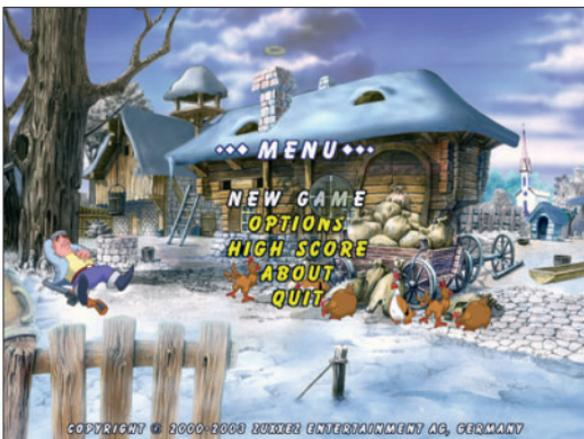 MENU
NEW GAME
OPTIONS
HIGH SCORE
ABOUT
QUIT
COPYRIGHT © 2000-2003 ZUXXEZ ENTERTAINMENT AG, GERMANY